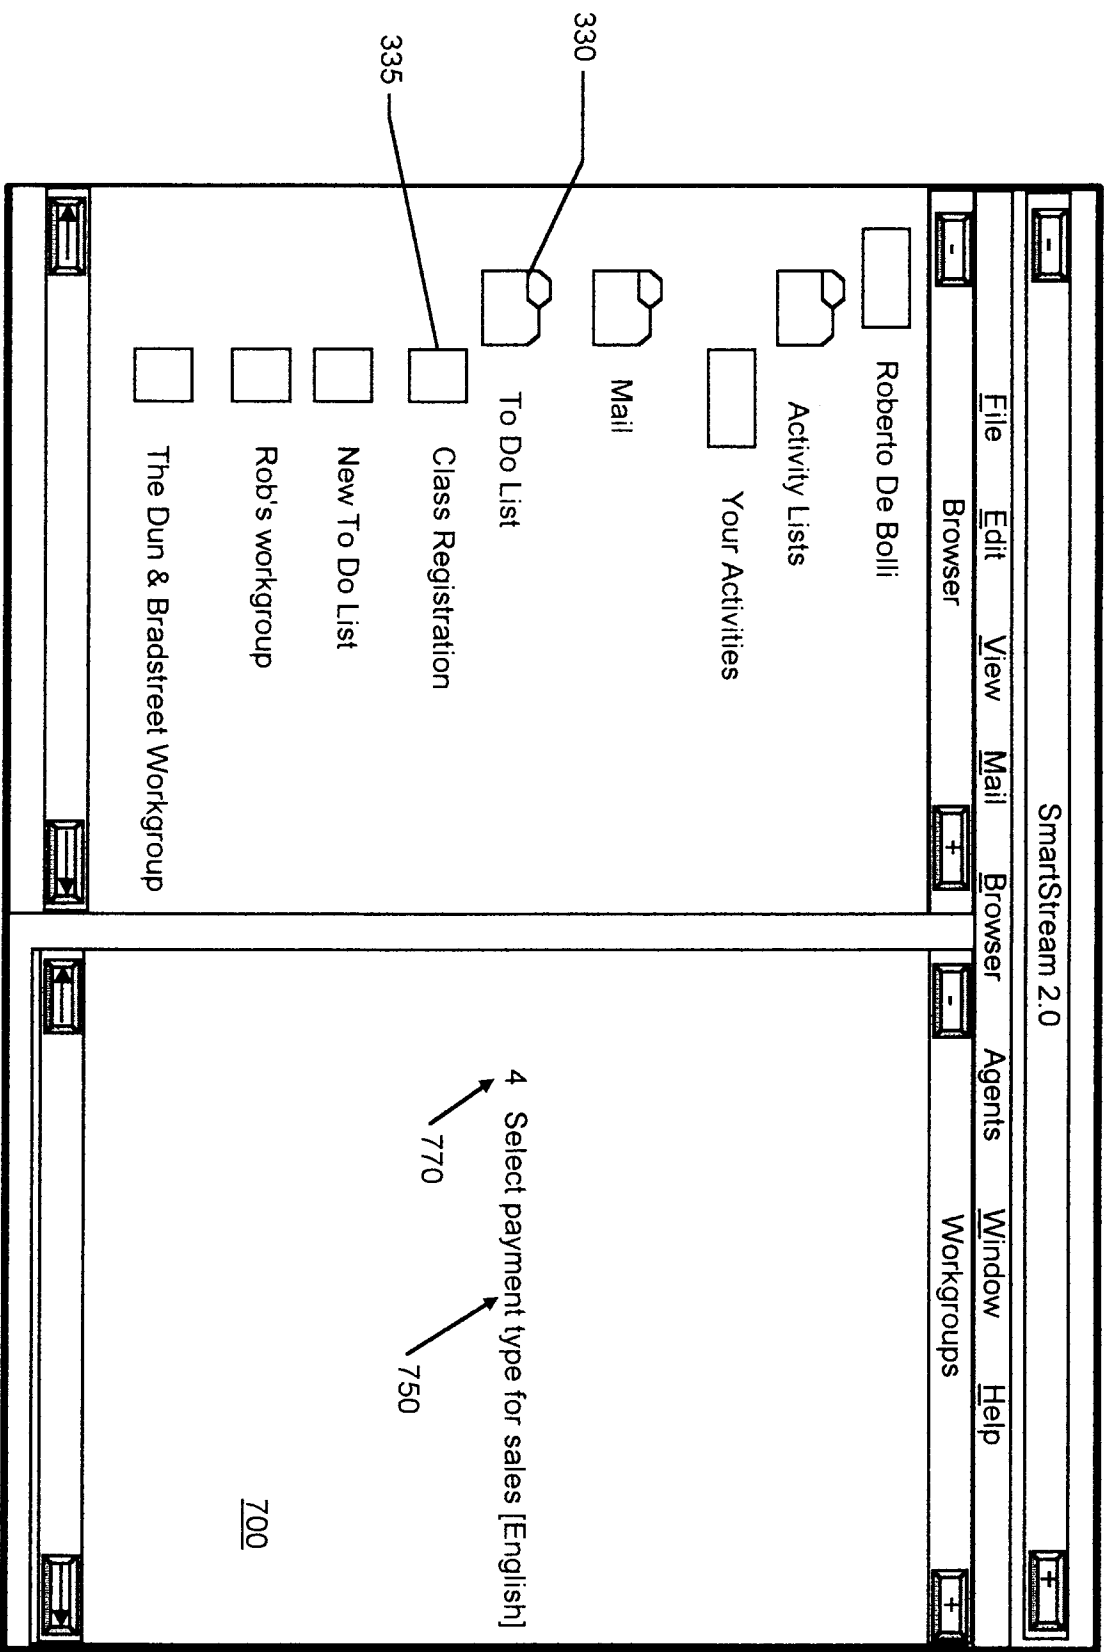 SmartStream 2.0
File Edit View Mail Browser Agents Window Help
Browser
Workgroups
Roberto De Bolli
Activity Lists
Your Activities
Mail
To Do List
Class Registration
New To Do List
Rob's workgroup
The Dun & Bradstreet Workgroup
330
335
4 Select payment type for sales [English]
770
750
700